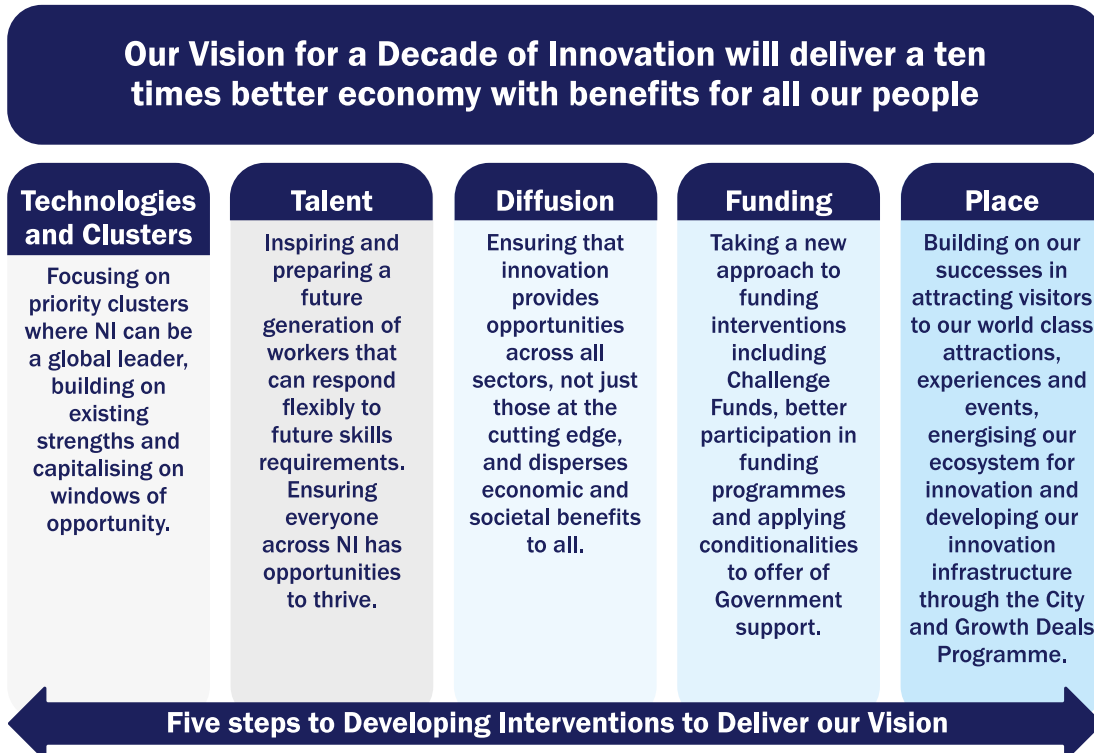 Our Vision for a Decade of Innovation will deliver a ten
times better economy with benefits for all our people
Technologies
and Clusters
Focusing on
priority clusters
where NI can be
a global leader,
building on
existing
strengths and
capitalising on
windows of
opportunity.
Talent
Inspiring and
preparing a
future
generation of
workers that
can respond
flexibly to
future skills
requirements.
Ensuring
everyone
across NI has
opportunities
to thrive.
Diffusion
Ensuring that
innovation
provides
opportunities
across all
sectors, not just
those at the
cutting edge,
and disperses
economic and
societal benefits
to all.
Funding
Taking a new
approach to
funding
interventions
including
Challenge
Funds, better
participation in
funding
programmes
and applying
conditionalities
to offer of
Government
support.
Place
Building on our
successes in
attracting visitors
to our world class
attractions,
experiences and
events,
energising our
ecosystem for
innovation and
developing our
innovation
infrastructure
through the City
and Growth Deals
Programme.
Five steps to Developing Interventions to Deliver our Vision